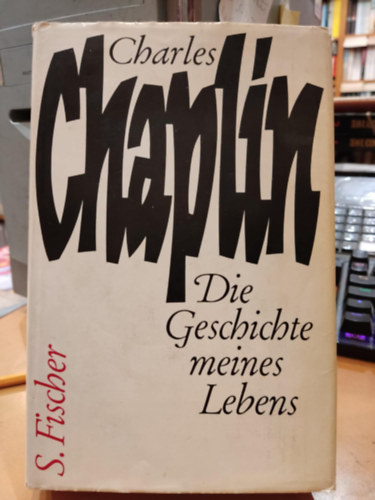 Charles
Chaplin
Die
Geschichte
meines
Lebens
S. Fischer